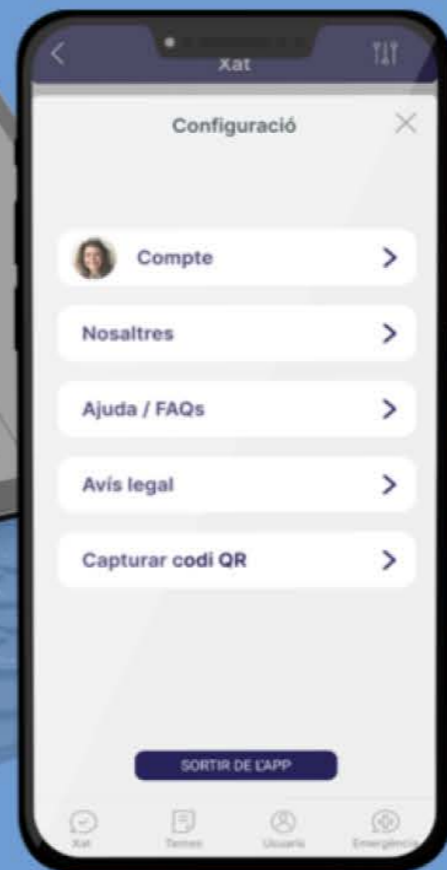 Xat
Configuració
Compte
Nosaltres
Ajuda / FAQs
Avís legal
Capturar codi QR
SORTIR DE L'APP
Xat
Temes
Usuaris
Emergència